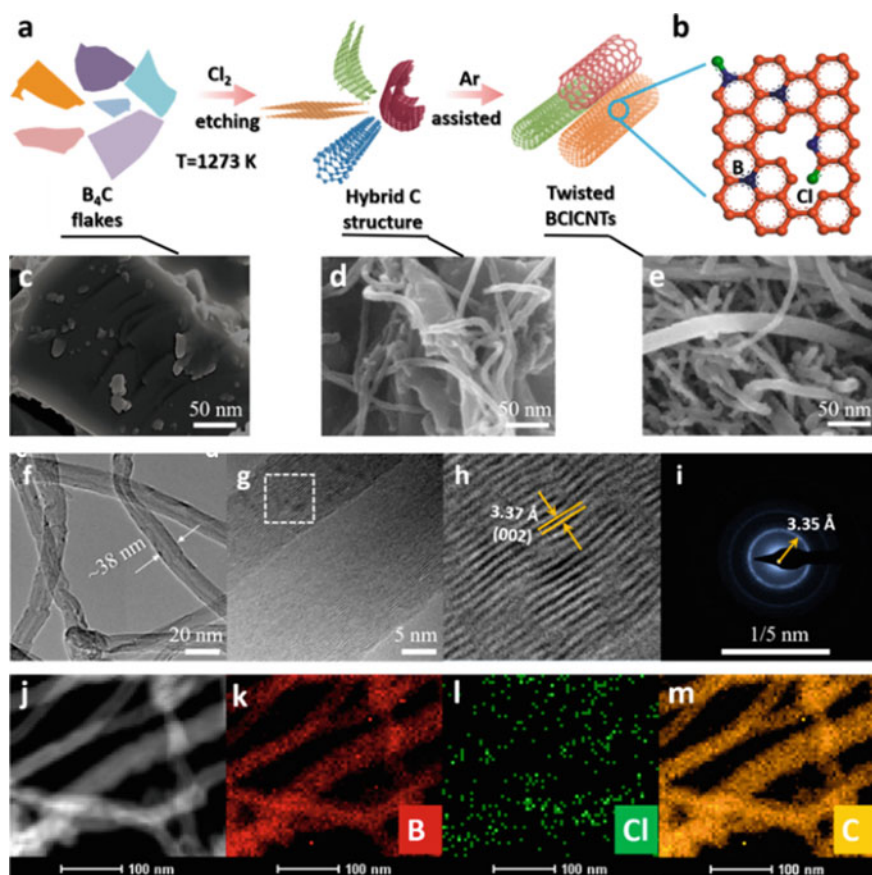 a
Cl₂
etching
T=1273 K
Ar
assisted
b
B
Cl
B₄C
flakes
Hybrid C
structure
Twisted
BClCNTs
c
50 nm
d
50 nm
e
50 nm
f
~38 nm
20 nm
g
5 nm
h
3.37 Å
(002)
i
3.35 Å
1/5 nm
j
100 nm
k
B
100 nm
l
Cl
100 nm
m
C
100 nm